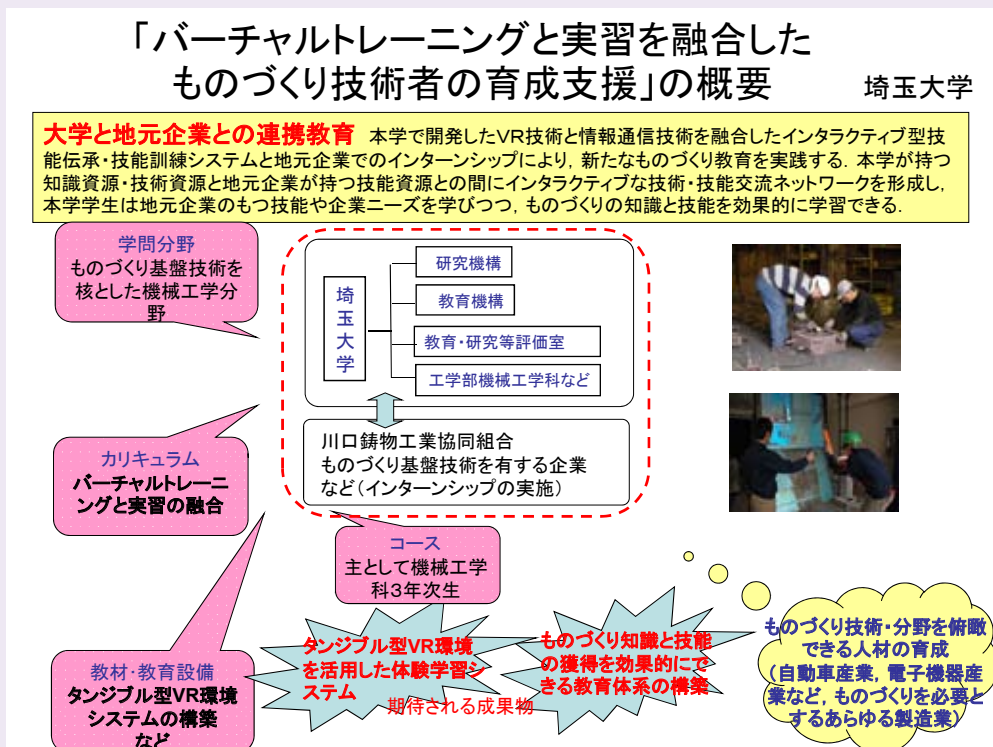 「バーチャルトレーニングと実習を融合した
ものづくり技術者の育成支援」の概要
埼玉大学
大学と地元企業との連携教育 本学で開発したVR技術と情報通信技術を融合したインタラクティブ型技
能伝承・技能訓練システムと地元企業でのインターンシップにより，新たなものづくり教育を実践する．本学が持つ
知識資源・技術資源と地元企業が持つ技能資源との間にインタラクティブな技術・技能交流ネットワークを形成し，
本学学生は地元企業のもつ技能や企業ニーズを学びつつ，ものづくりの知識と技能を効果的に学習できる．
学問分野
ものづくり基盤技術を
核とした機械工学分
野
埼
玉
大
学
研究機構
教育機構
教育・研究等評価室
工学部機械工学科など
川口鋳物工業協同組合
ものづくり基盤技術を有する企業
など（インターンシップの実施）
カリキュラム
バーチャルトレーニ
ングと実習の融合
コース
主として機械工学
科３年次生
教材・教育設備
タンジブル型VR環境
システムの構築
など
タンジブル型VR環境
を活用した体験学習シ
ステム
ものづくり知識と技能
の獲得を効果的にで
きる教育体系の構築
期待される成果物
ものづくり技術・分野を俯瞰
できる人材の育成
（自動車産業，電子機器産
業など，ものづくりを必要と
するあらゆる製造業）